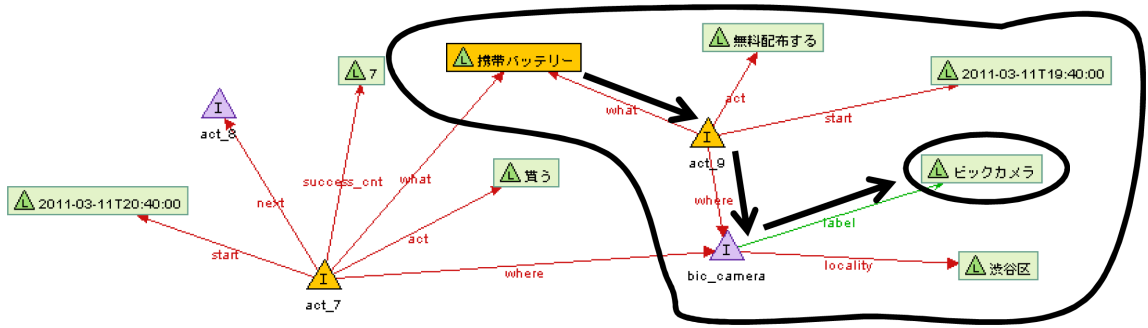 L 無料配布する
L 携帯バッテリー
L 7
L 2011-03-11T19:40:00
what
act
start
I
act_8
I
act_9
L ビックカメラ
L 貰う
success_cnt
what
where
L 2011-03-11T20:40:00
next
act
label
start
I
act_7
where
I
bic_camera
locality
L 渋谷区